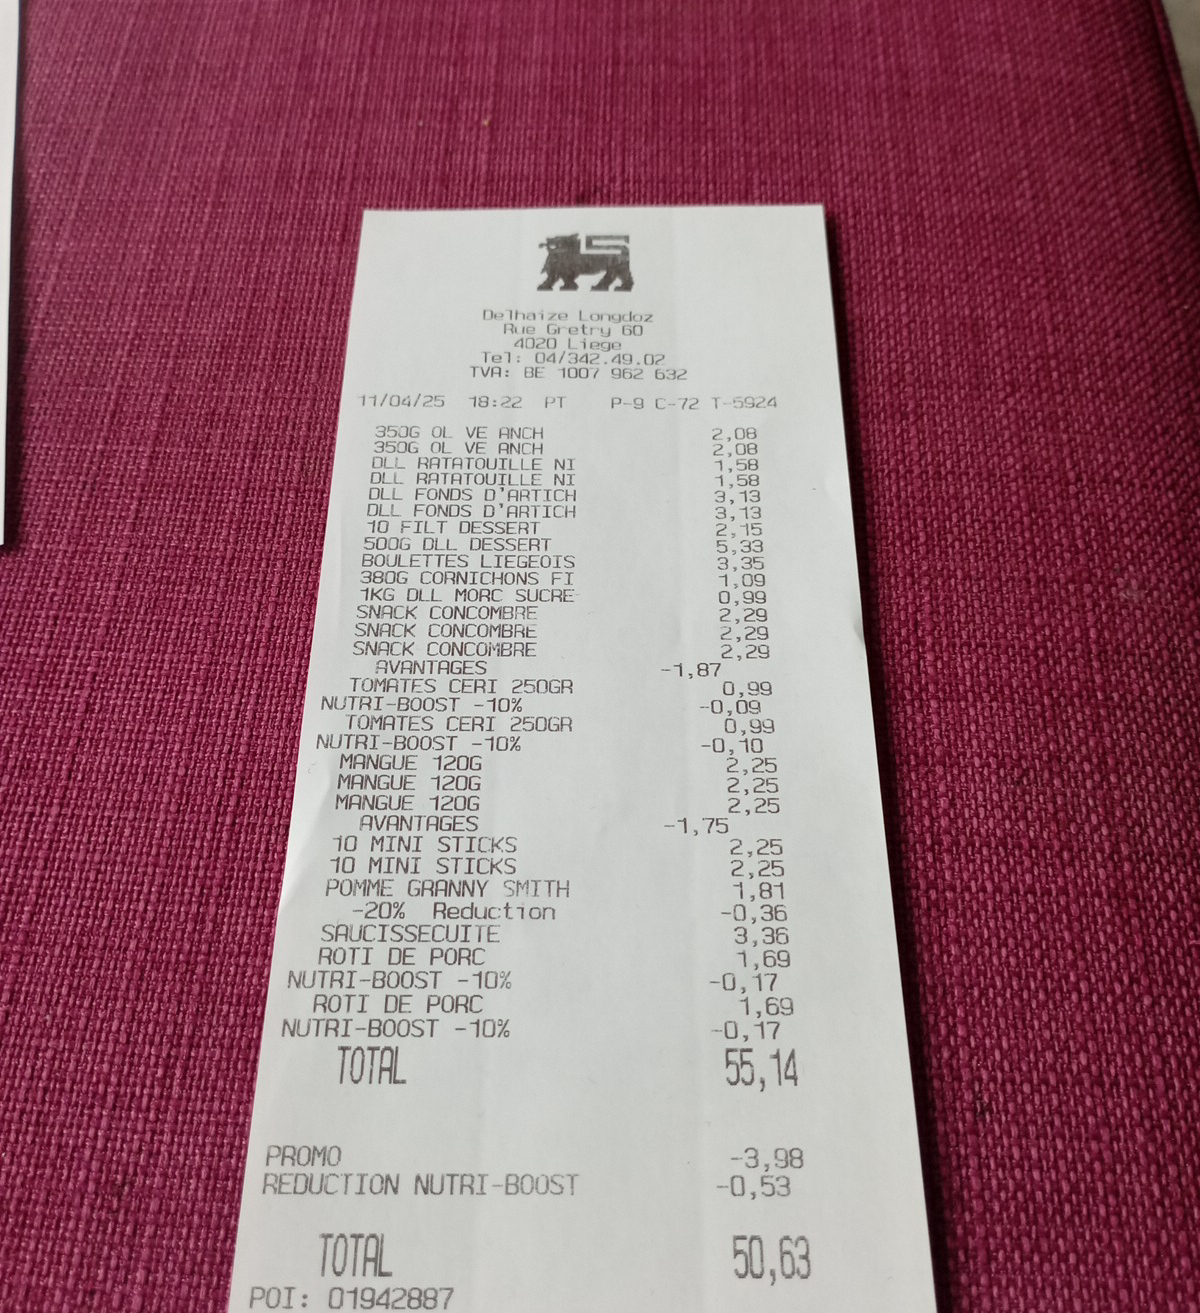 Delhaize Longdoz
Rue Gretry 60
4020 Liege
Tel: 04/342.49.02
TVA: BE 1007 962 632
11/04/25 18:22 PT P-9 C-72 T-5924
350G OL VE ANCH 2,08
350G OL VE ANCH 2,08
DLL RATATOUILLE NI 1,58
DLL RATATOUILLE NI 1,58
DLL FONDS D'ARTICH 3,13
DLL FONDS D'ARTICH 3,13
10 FILT DESSERT 2,15
500G DLL DESSERT 5,33
BOULETTES LIEGEOIS 3,35
380G CORNICHONS FI 1,09
1KG DLL MORC SUCRE 0,99
SNACK CONCOMBRE 2,29
SNACK CONCOMBRE 2,29
SNACK CONCOMBRE 2,29
AVANTAGES -1,87
TOMATES CERI 250GR 0,99
NUTRI-BOOST -10% -0,09
TOMATES CERI 250GR 0,99
NUTRI-BOOST -10% -0,10
MANGUE 120G 2,25
MANGUE 120G 2,25
MANGUE 120G 2,25
AVANTAGES -1,75
10 MINI STICKS 2,25
10 MINI STICKS 2,25
POMME GRANNY SMITH 1,81
-20% Reduction -0,36
SAUCISSECUITE 3,36
ROTI DE PORC 1,69
NUTRI-BOOST -10% -0,17
ROTI DE PORC 1,69
NUTRI-BOOST -10% -0,17
TOTAL 55,14
PROMO -3,98
REDUCTION NUTRI-BOOST -0,53
TOTAL 50,63
POI: 01942887